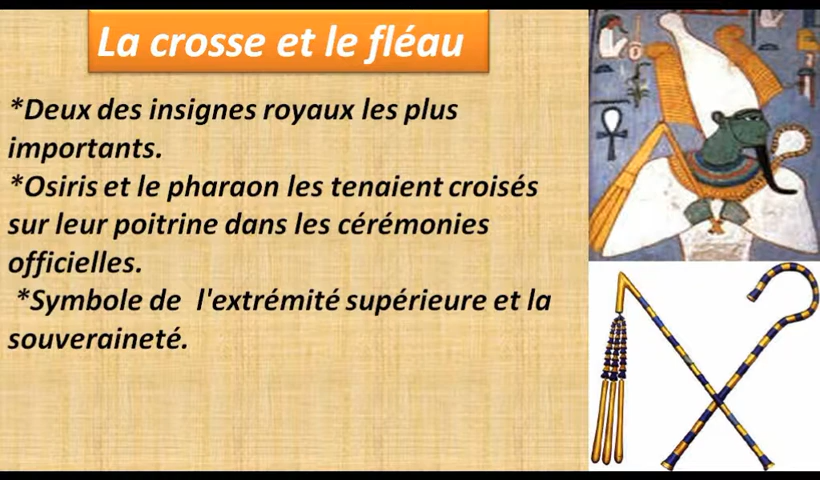 La crosse et le fléau
*Deux des insignes royaux les plus
importants.
*Osiris et le pharaon les tenaient croisés
sur leur poitrine dans les cérémonies
officielles.
*Symbole de l'extrémité supérieure et la
souveraineté.